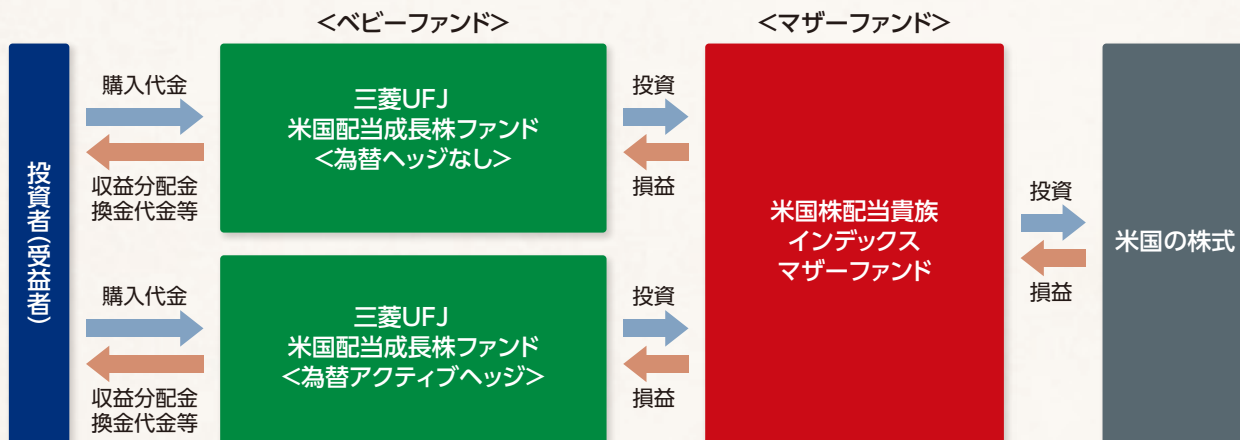 <ベビーファンド>
<マザーファンド>
投資者(受益者)
購入代金
収益分配金
換金代金等
三菱UFJ
米国配当成長株ファンド
<為替ヘッジなし>
投資
損益
購入代金
収益分配金
換金代金等
三菱UFJ
米国配当成長株ファンド
<為替アクティブヘッジ>
投資
損益
米国株配当貴族
インデックス
マザーファンド
投資
損益
米国の株式